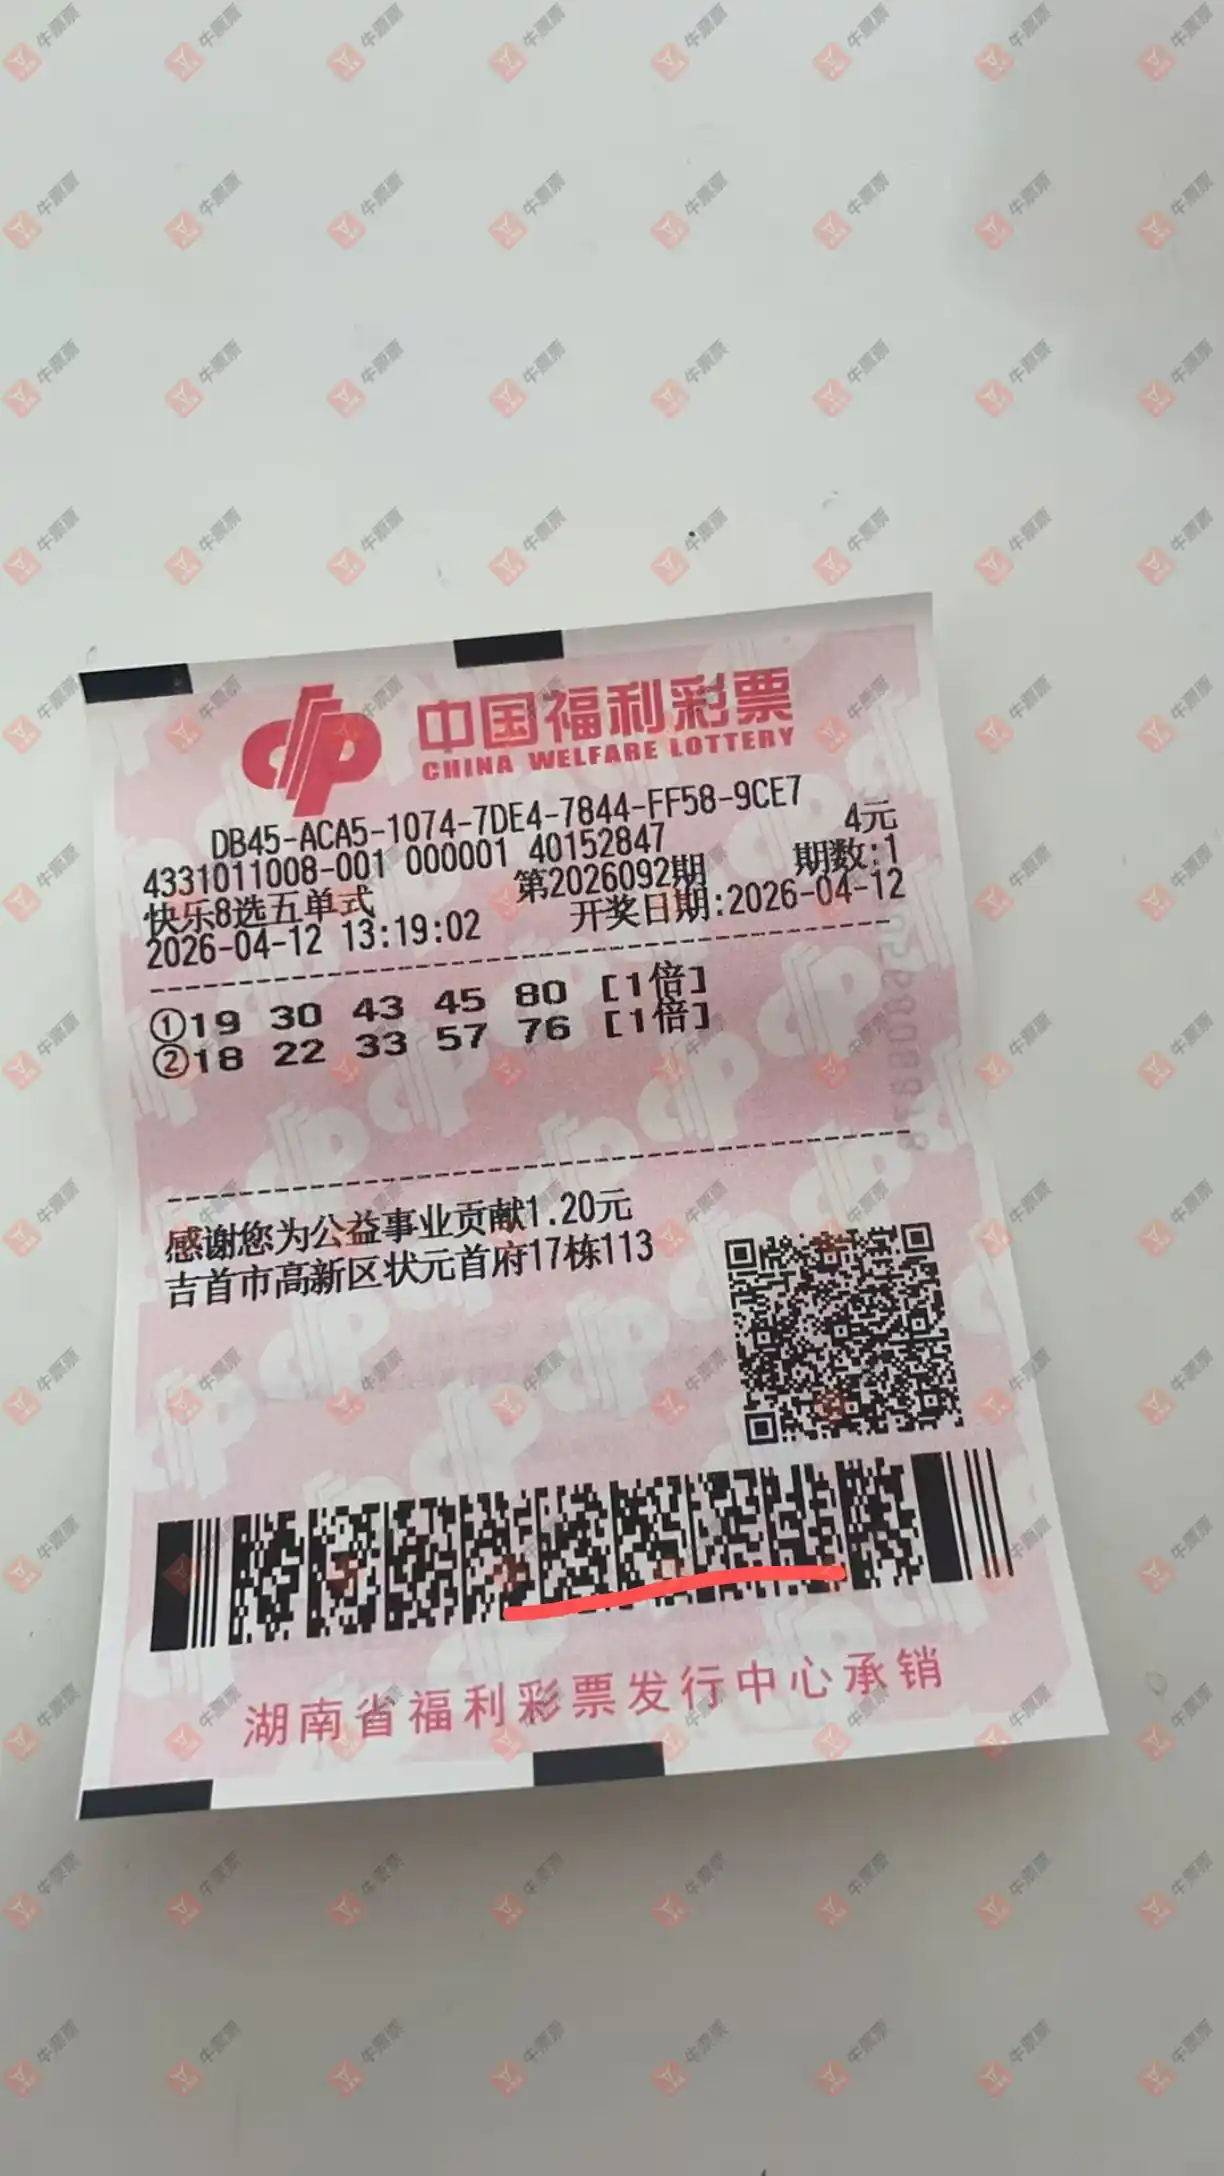 中国福利彩票
CHINA WELFARE LOTTERY
DB45-ACA5-1074-7DE4-7844-FF58-9CE7
4331011008-001 000001 40152847 4元
快乐8选五单式 第2026092期 期数:1
2026-04-12 13:19:02 开奖日期:2026-04-12
①19 30 43 45 80 [1倍]
②18 22 33 57 76 [1倍]
感谢您为公益事业贡献1.20元
吉首市高新区状元首府17栋113
湖南省福利彩票发行中心承销
牛票票